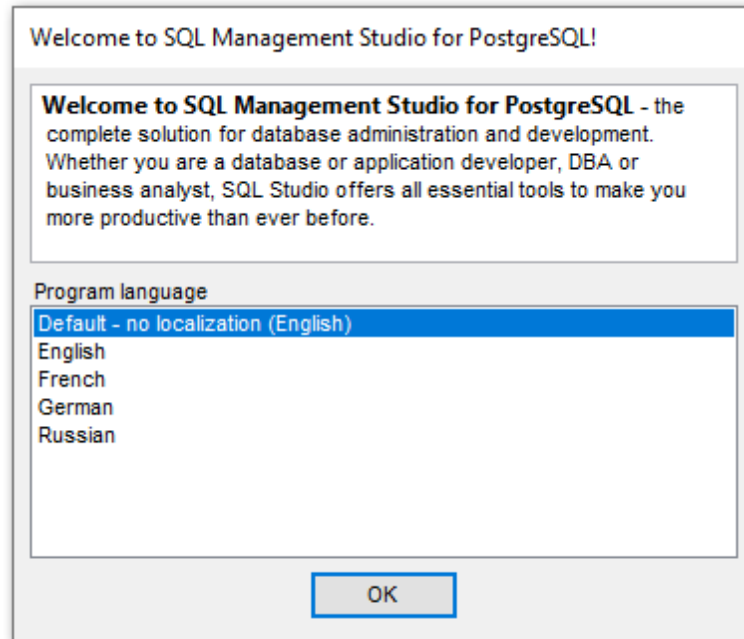 Welcome to SQL Management Studio for PostgreSQL!
Welcome to SQL Management Studio for PostgreSQL - the
complete solution for database administration and development.
Whether you are a database or application developer, DBA or
business analyst, SQL Studio offers all essential tools to make you
more productive than ever before.
Program language
Default - no localization (English)
English
French
German
Russian
OK